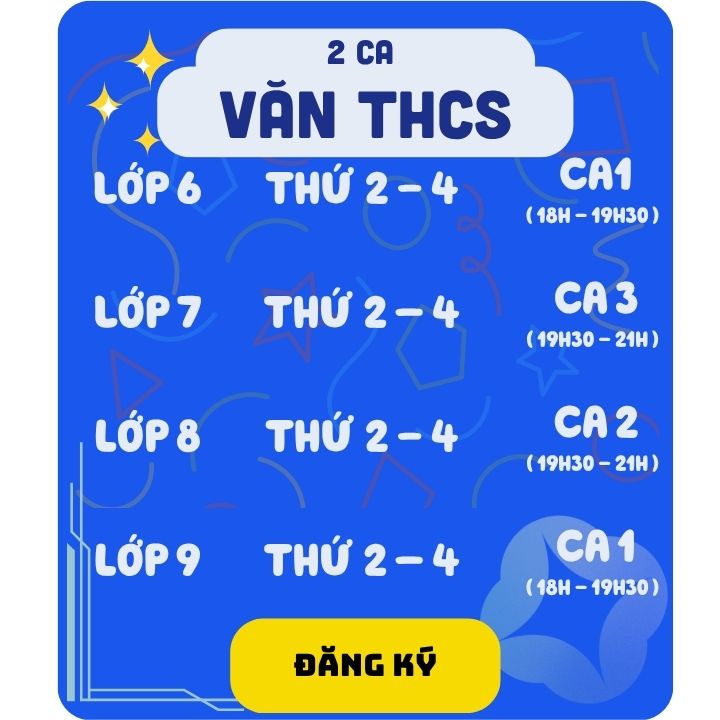 2 CA
VĂN THCS
LỚP 6 THỨ 2 – 4 CA1
( 18H – 19H30 )
LỚP 7 THỨ 2 – 4 CA 3
( 19H30 – 21H )
LỚP 8 THỨ 2 – 4 CA 2
( 19H30 – 21H )
LỚP 9 THỨ 2 – 4 CA 1
( 18H – 19H30 )
ĐĂNG KÝ